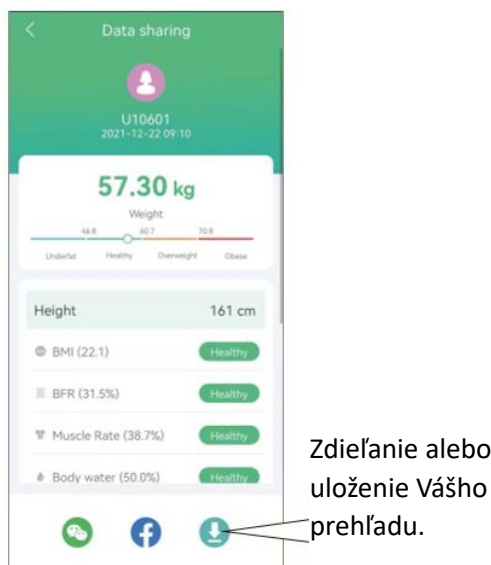 Data sharing
U10601
2021-12-22 09:10
57.30 kg
Weight
46.8 60.7 70.8
Underfat Healthy Overweight Obese
Height 161 cm
BMI (22.1) Healthy
BFR (31.5%) Healthy
Muscle Rate (38.7%) Healthy
Body water (50.0%) Healthy
Zdieľanie alebo
uloženie Vášho
prehľadu.